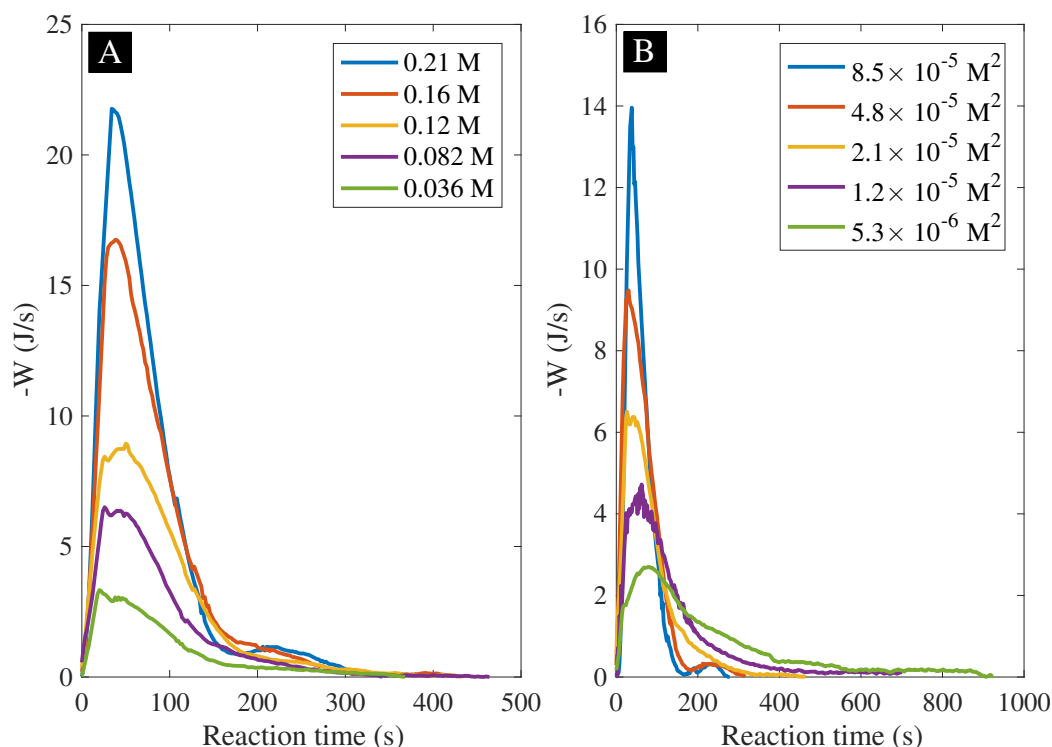 A
0.21 M
0.16 M
0.12 M
0.082 M
0.036 M
25
20
15
10
5
0
-W (J/s)
0 100 200 300 400 500
Reaction time (s)
B
8.5× 10⁻⁵ M²
4.8× 10⁻⁵ M²
2.1× 10⁻⁵ M²
1.2× 10⁻⁵ M²
5.3× 10⁻⁶ M²
16
14
12
10
8
6
4
2
0
-W (J/s)
0 200 400 600 800 1000
Reaction time (s)